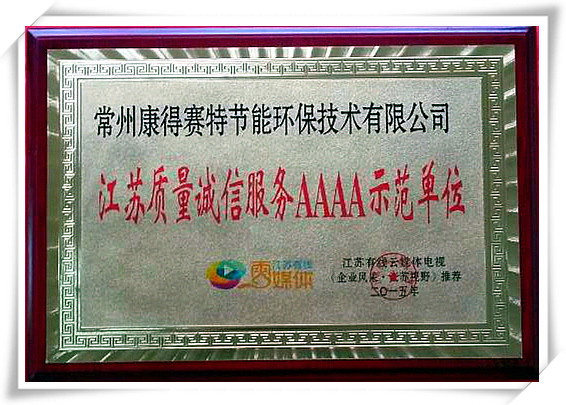 常州康得赛特节能环保技术有限公司
江苏质量诚信服务AAAA示范单位
江苏有线
云媒体
江苏有线云媒体电视
（企业风采·江苏视野）推荐
二〇一五年